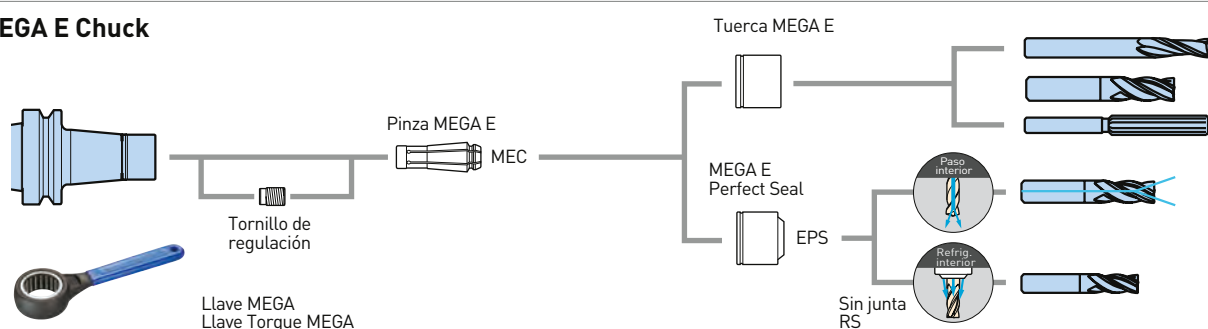 EGA E Chuck
Tuerca MEGA E
Pinza MEGA E
MEC
Tornillo de
regulación
MEGA E
Perfect Seal
EPS
Paso
interior
Refrig.
interior
Sin junta
RS
Llave MEGA
Llave Torque MEGA